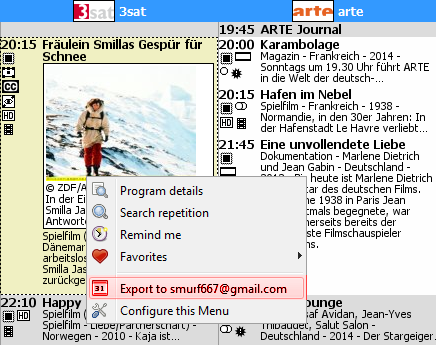 3sat 3sat
20:15 Fräulein Smillas Gespür für
Schnee
CC
HD
© ZDF/A
In der Ei
Smilla Ja
Antworte
Spielfilm (
Dänemar
arbeitslos
Smilla Jas
zurückge
22:10 Happy
HD Spielfilm -
Spielfilm - Liebe/Partnerschaft) -
Norwegen - 2010 - Kaja ist...
arte arte
19:45 ARTE Journal
20:00 Karambolage
Magazin - Frankreich - 2014 -
Sonntags um 19.30 Uhr führt ARTE
in die Welt der deutsch-...
20:15 Hafen im Nebel
Spielfilm - Frankreich - 1938 -
HD Normandie, in den 30er Jahren: In
der Hafenstadt Le Havre verliebt...
21:45 Eine unvollendete Liebe
Dokumentation - Marlene Dietrich
und Jean Gabin - Deutschland
heute ist Marlene Dietrich
ar des deutschen Films.
1938 in Paris Jean
mals begegnete, war
nerseits bereits der
ste Filmschauspieler
ounge
af Avidan, Jean-Yves
Thibaudet, Salut Salon -
Deutschland - 2014 - Der Stargeiger
Program details
Search repetition
Remind me
Favorites
31 Export to smurf667@gmail.com
Configure this Menu